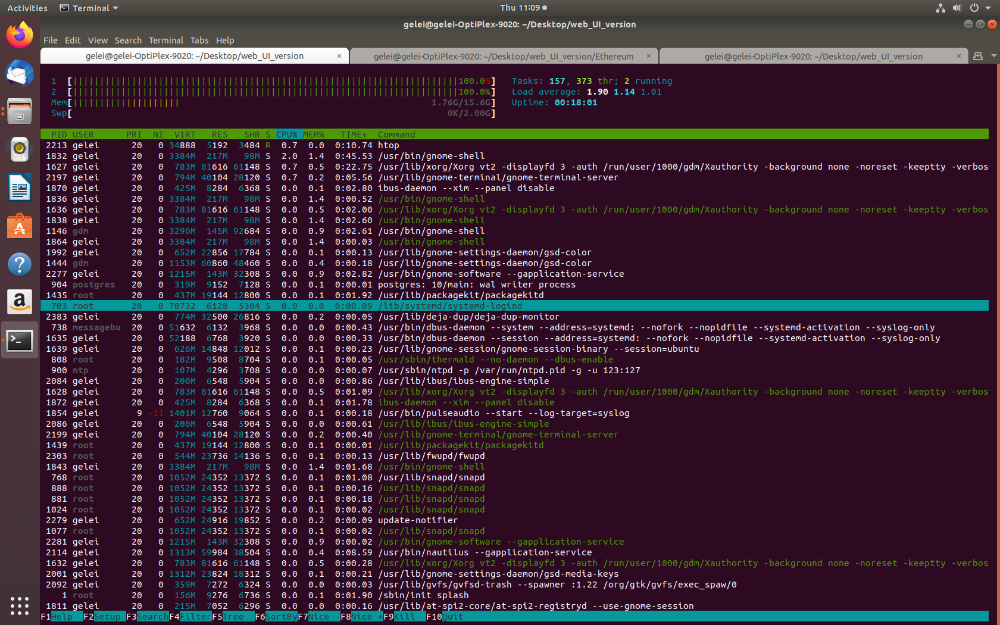 Activities Terminal Thu 11:09
gelei@gelei-OptiPlex-9020: ~/Desktop/web_UI_version
File Edit View Search Terminal Tabs Help
gelei@gelei-OptiPlex-9020: ~/Desktop/web_UI_version × gelei@gelei-OptiPlex-9020: ~/Desktop/web_UI_version/Ethereum × gelei@gelei-OptiPlex-9020: ~/Desktop/web_UI_version ×
1 [||||||||||||||||||||||||||||||||||||||||||||||||||||||||||||||||||||||||100.0%] Tasks: 157, 373 thr; 2 running
2 [||||||||||||||||||||||||||||||||||||||||||||||||||||||||||||||||||||||||100.0%] Load average: 1.90 1.14 1.01
Mem[|||||||||||||||||||| 1.76G/15.6G] Uptime: 00:18:01
Swp[ 0K/2.00G]
PID USER PRI NI VIRT RES SHR S CPU% MEM% TIME+ Command
2213 gelei 20 0 34888 5192 3484 R 0.7 0.0 0:10.74 htop
1832 gelei 20 0 3384M 217M 98M S 2.0 1.4 0:45.53 /usr/bin/gnome-shell
1627 gelei 20 0 783M 81616 61148 S 0.7 0.5 0:22.75 /usr/lib/xorg/Xorg vt2 -displayfd 3 -auth /run/user/1000/gdm/Xauthority -background none -noreset -keeptty -verbos
2197 gelei 20 0 794M 40104 28120 S 0.7 0.2 0:05.56 /usr/lib/gnome-terminal/gnome-terminal-server
1870 gelei 20 0 425M 8284 6368 S 0.0 0.1 0:02.80 ibus-daemon --xim --panel disable
1836 gelei 20 0 3384M 217M 98M S 0.0 1.4 0:00.52 /usr/bin/gnome-shell
1636 gelei 20 0 783M 81616 61148 S 0.0 0.5 0:02.00 /usr/lib/xorg/Xorg vt2 -displayfd 3 -auth /run/user/1000/gdm/Xauthority -background none -noreset -keeptty -verbos
1838 gelei 20 0 3384M 217M 98M S 0.0 1.4 0:02.60 /usr/bin/gnome-shell
1146 gdm 20 0 3290M 145M 92684 S 0.0 0.9 0:02.61 /usr/bin/gnome-shell
1864 gelei 20 0 3384M 217M 98M S 0.0 1.4 0:00.03 /usr/bin/gnome-shell
1992 gelei 20 0 652M 22856 17784 S 0.0 0.1 0:00.13 /usr/lib/gnome-settings-daemon/gsd-color
1444 gdm 20 0 1153M 60860 48460 S 0.0 0.4 0:00.18 /usr/lib/gnome-settings-daemon/gsd-color
2277 gelei 20 0 1215M 143M 32308 S 0.0 0.9 0:02.82 /usr/bin/gnome-software --gapplication-service
904 postgres 20 0 319M 9152 7128 S 0.0 0.1 0:00.01 postgres: 10/main: wal writer process
1435 root 20 0 437M 19144 12800 S 0.0 0.1 0:01.92 /usr/lib/packagekit/packagekitd
703 root 20 0 70732 6128 5304 S 0.0 0.0 0:00.09 /lib/systemd/systemd-logind
2383 gelei 20 0 774M 32500 26816 S 0.0 0.2 0:00.05 /usr/lib/deja-dup/deja-dup-monitor
738 messagebu 20 0 51632 6132 3968 S 0.0 0.0 0:00.43 /usr/bin/dbus-daemon --system --address=systemd: --nofork --nopidfile --systemd-activation --syslog-only
1635 gelei 20 0 52188 6768 3920 S 0.0 0.0 0:00.33 /usr/bin/dbus-daemon --session --address=systemd: --nofork --nopidfile --systemd-activation --syslog-only
1639 gelei 20 0 626M 14848 12012 S 0.0 0.1 0:00.23 /usr/lib/gnome-session/gnome-session-binary --session=ubuntu
808 root 20 0 182M 9508 8704 S 0.0 0.1 0:00.05 /usr/sbin/thermald --no-daemon --dbus-enable
900 ntp 20 0 107M 4296 3708 S 0.0 0.0 0:00.07 /usr/sbin/ntpd -p /var/run/ntpd.pid -g -u 123:127
2084 gelei 20 0 200M 6548 5904 S 0.0 0.0 0:00.86 /usr/lib/ibus/ibus-engine-simple
1628 gelei 20 0 783M 81616 61148 S 0.0 0.5 0:01.09 /usr/lib/xorg/Xorg vt2 -displayfd 3 -auth /run/user/1000/gdm/Xauthority -background none -noreset -keeptty -verbos
1872 gelei 20 0 425M 8284 6368 S 0.0 0.1 0:01.78 ibus-daemon --xim --panel disable
1854 gelei 9 -11 1401M 12760 9064 S 0.0 0.1 0:00.18 /usr/bin/pulseaudio --start --log-target=syslog
2086 gelei 20 0 200M 6548 5904 S 0.0 0.0 0:00.61 /usr/lib/ibus/ibus-engine-simple
2199 gelei 20 0 794M 40104 28120 S 0.0 0.2 0:00.40 /usr/lib/gnome-terminal/gnome-terminal-server
1439 root 20 0 437M 19144 12800 S 0.0 0.1 0:00.01 /usr/lib/packagekit/packagekitd
2303 root 20 0 544M 23736 14136 S 0.0 0.1 0:00.13 /usr/lib/fwupd/fwupd
1843 gelei 20 0 3384M 217M 98M S 0.0 1.4 0:01.68 /usr/bin/gnome-shell
768 root 20 0 1052M 24352 13372 S 0.0 0.1 0:01.08 /usr/lib/snapd/snapd
888 root 20 0 1052M 24352 13372 S 0.0 0.1 0:00.16 /usr/lib/snapd/snapd
881 root 20 0 1052M 24352 13372 S 0.0 0.1 0:00.18 /usr/lib/snapd/snapd
1024 root 20 0 1052M 24352 13372 S 0.0 0.1 0:00.02 /usr/lib/snapd/snapd
2279 gelei 20 0 652M 24916 19852 S 0.0 0.2 0:00.09 update-notifier
1077 root 20 0 1052M 24352 13372 S 0.0 0.1 0:00.02 /usr/lib/snapd/snapd
2281 gelei 20 0 1215M 143M 32308 S 0.0 0.9 0:00.02 /usr/bin/gnome-software --gapplication-service
2114 gelei 20 0 1313M 59984 38504 S 0.0 0.4 0:08.59 /usr/bin/nautilus --gapplication-service
1632 gelei 20 0 783M 81616 61148 S 0.0 0.5 0:00.28 /usr/lib/xorg/Xorg vt2 -displayfd 3 -auth /run/user/1000/gdm/Xauthority -background none -noreset -keeptty -verbos
2001 gelei 20 0 1312M 23824 18312 S 0.0 0.1 0:00.21 /usr/lib/gnome-settings-daemon/gsd-media-keys
2092 gelei 20 0 359M 7272 6324 S 0.0 0.0 0:00.03 /usr/lib/gvfs/gvfsd-trash --spawner :1.22 /org/gtk/gvfs/exec_spaw/0
1 root 20 0 156M 9276 6736 S 0.0 0.1 0:01.90 /sbin/init splash
1811 gelei 20 0 215M 7052 6296 S 0.0 0.0 0:00.16 /usr/lib/at-spi2-core/at-spi2-registryd --use-gnome-session
F1Help F2Setup F3SearchF4FilterF5Tree F6SortByF7Nice -F8Nice +F9Kill F10Quit